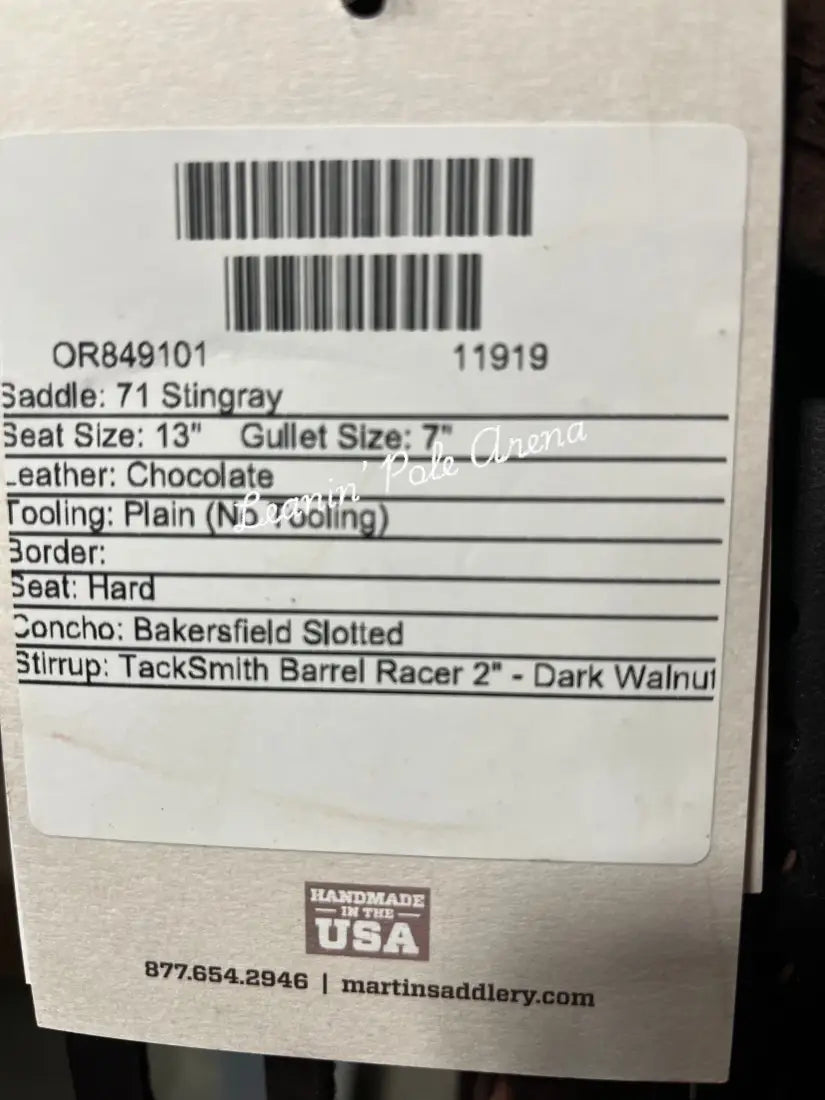 OR849101 11919
Saddle: 71 Stingray
Seat Size: 13" Gullet Size: 7"
Leather: Chocolate
Tooling: Plain (No Tooling)
Border:
Seat: Hard
Concho: Bakersfield Slotted
Stirrup: TackSmith Barrel Racer 2" - Dark Walnut
Leanin' Pole Arena
HANDMADE
IN THE
USA
877.654.2946 | martinsaddlery.com